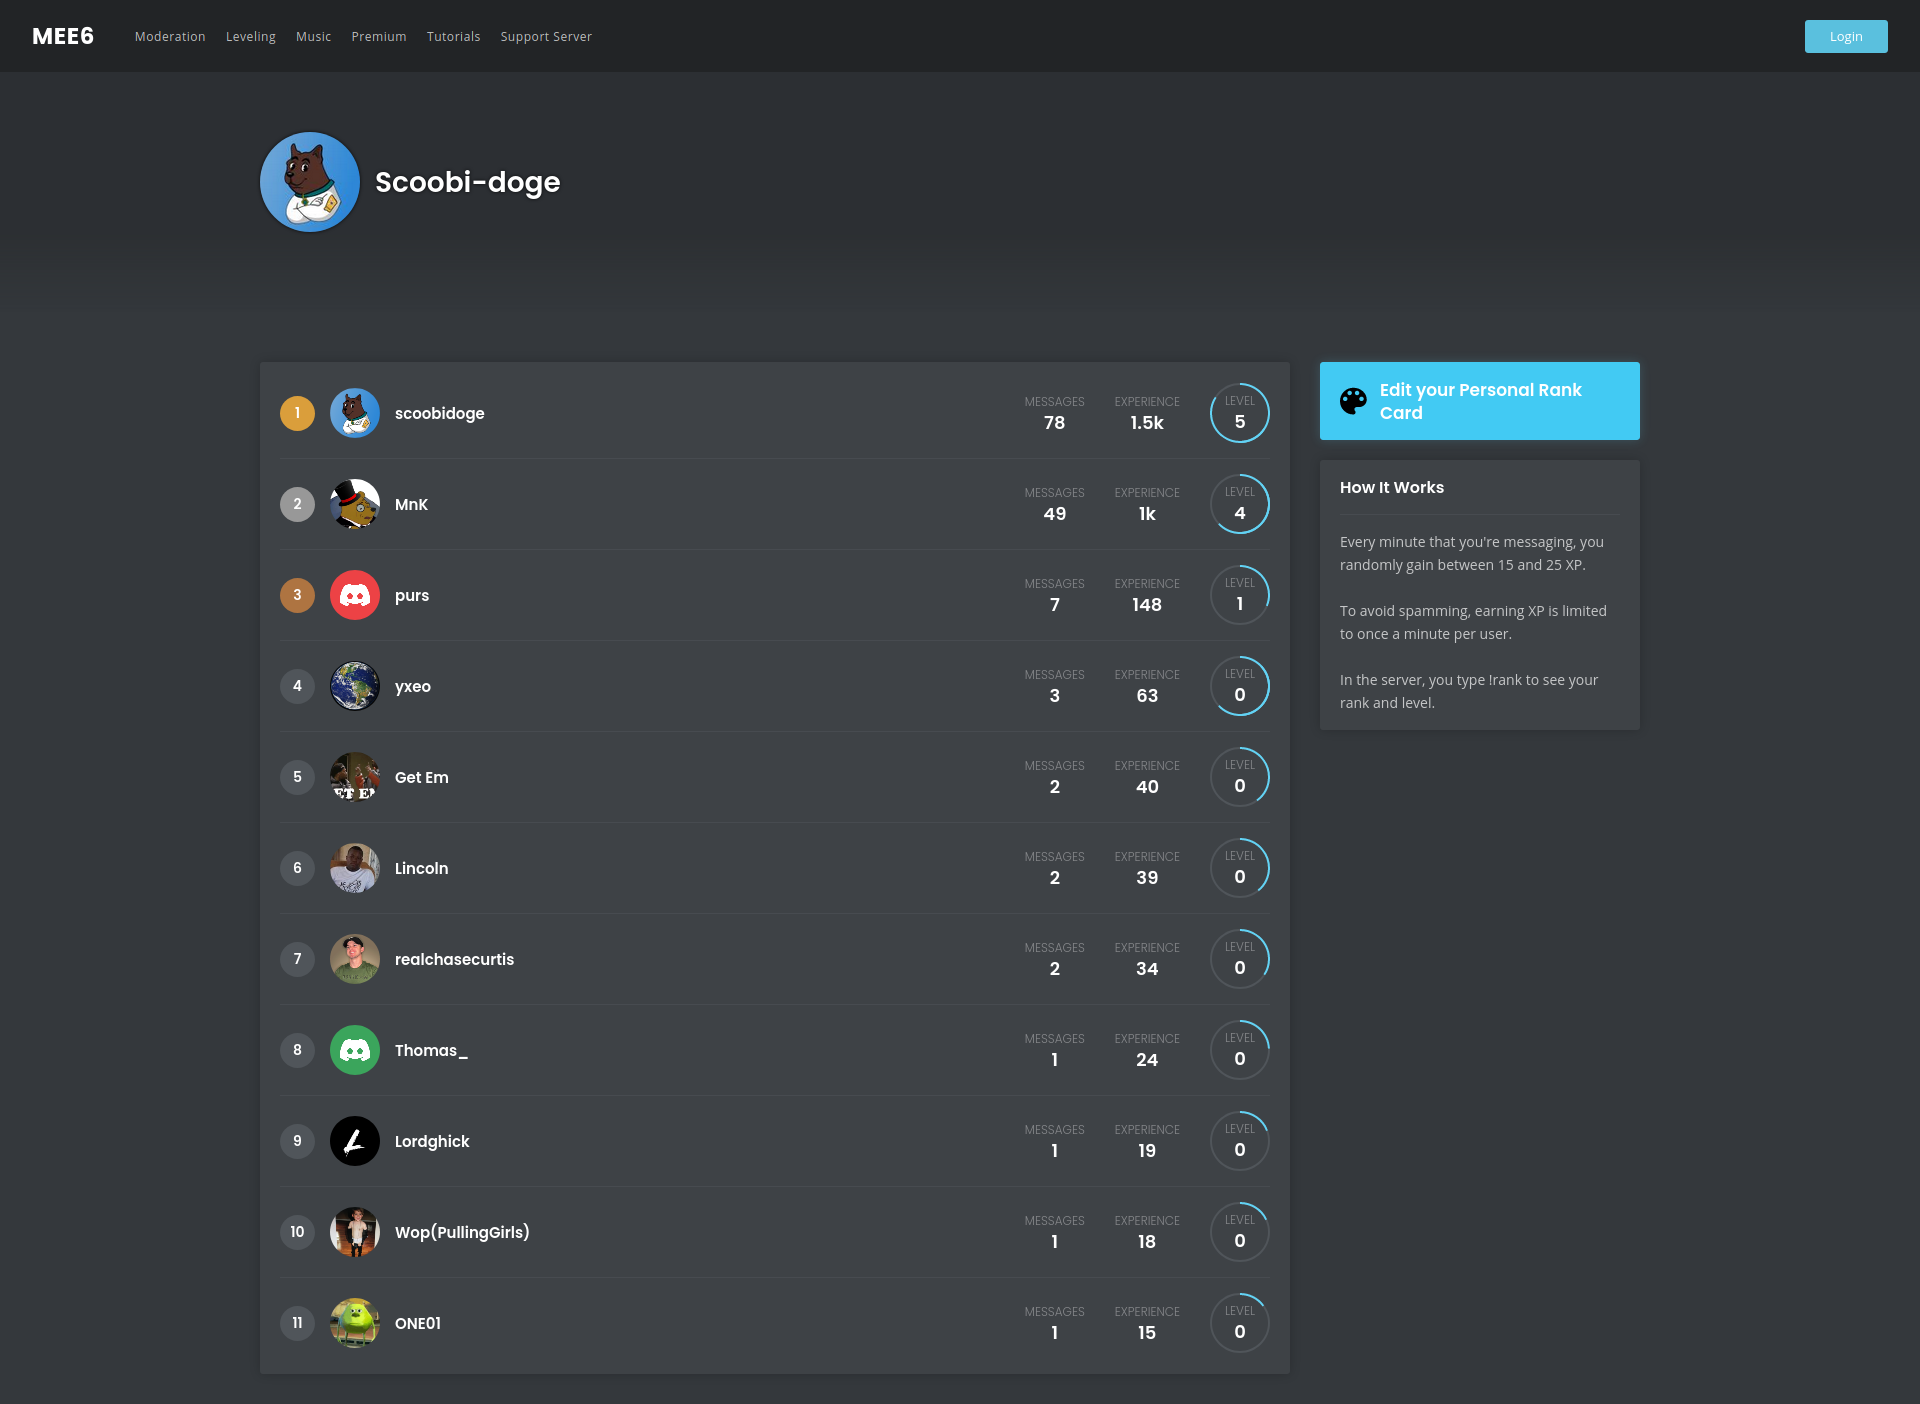 MEE6
Moderation Leveling Music Premium Tutorials Support Server
Login
Scoobi-doge
1 scoobidoge MESSAGES 78 EXPERIENCE 1.5k LEVEL 5
2 MnK MESSAGES 49 EXPERIENCE 1k LEVEL 4
3 purs MESSAGES 7 EXPERIENCE 148 LEVEL 1
4 yxeo MESSAGES 3 EXPERIENCE 63 LEVEL 0
5 Get Em MESSAGES 2 EXPERIENCE 40 LEVEL 0
6 Lincoln MESSAGES 2 EXPERIENCE 39 LEVEL 0
7 realchasecurtis MESSAGES 2 EXPERIENCE 34 LEVEL 0
8 Thomas_ MESSAGES 1 EXPERIENCE 24 LEVEL 0
9 Lordghick MESSAGES 1 EXPERIENCE 19 LEVEL 0
10 Wop(PullingGirls) MESSAGES 1 EXPERIENCE 18 LEVEL 0
11 ONE01 MESSAGES 1 EXPERIENCE 15 LEVEL 0
Edit your Personal Rank
Card
How It Works
Every minute that you're messaging, you
randomly gain between 15 and 25 XP.
To avoid spamming, earning XP is limited
to once a minute per user.
In the server, you type !rank to see your
rank and level.